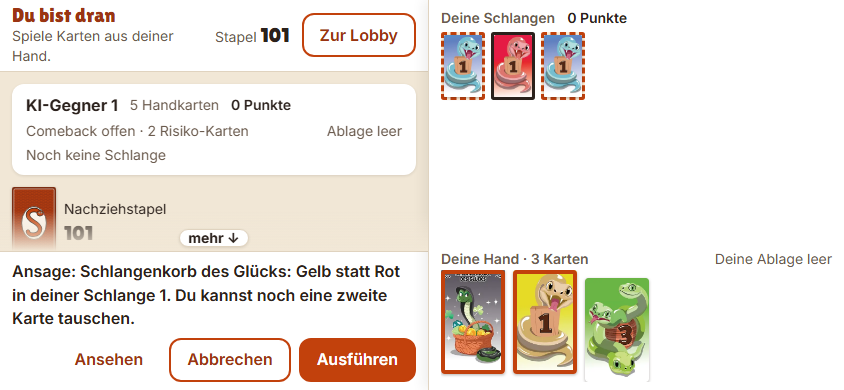 Du bist dran
Spiele Karten aus deiner
Hand.
Stapel 101
Zur Lobby
KI-Gegner 1 5 Handkarten 0 Punkte
Comeback offen · 2 Risiko-Karten Ablage leer
Noch keine Schlange
S
Nachziehstapel
101
mehr ↓
Ansage: Schlangenkorb des Glücks: Gelb statt Rot
in deiner Schlange 1. Du kannst noch eine zweite
Karte tauschen.
Ansehen Abbrechen Ausführen
Deine Schlangen 0 Punkte
1 1 1
Deine Hand · 3 Karten Deine Ablage leer
1 3